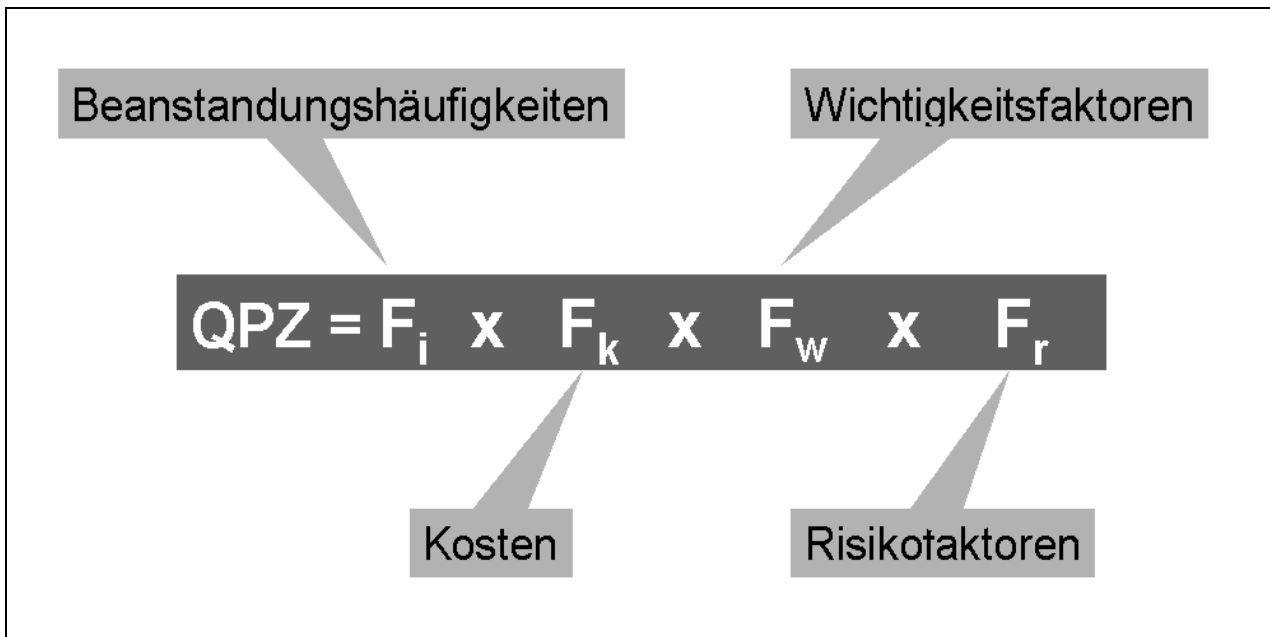 Beanstandungshäufigkeiten
Wichtigkeitsfaktoren
QPZ = Fi x Fk x Fw x Fr
Kosten
Risikofaktoren